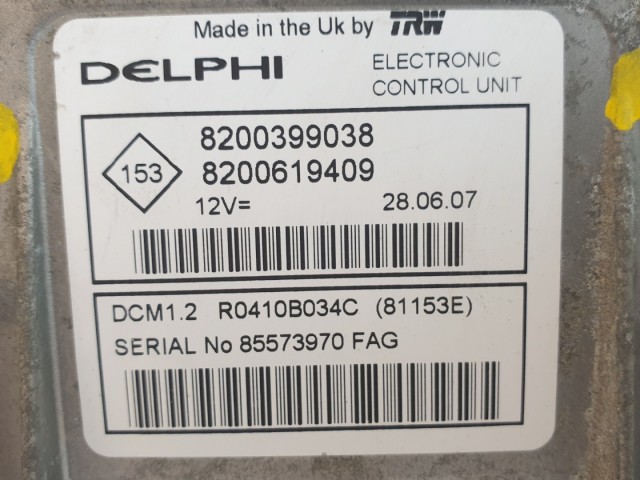 Made in the Uk by TRW
DELPHI
ELECTRONIC
CONTROL UNIT
153
8200399038
8200619409
12V=
28.06.07
DCM1.2 R0410B034C (81153E)
SERIAL No 85573970 FAG